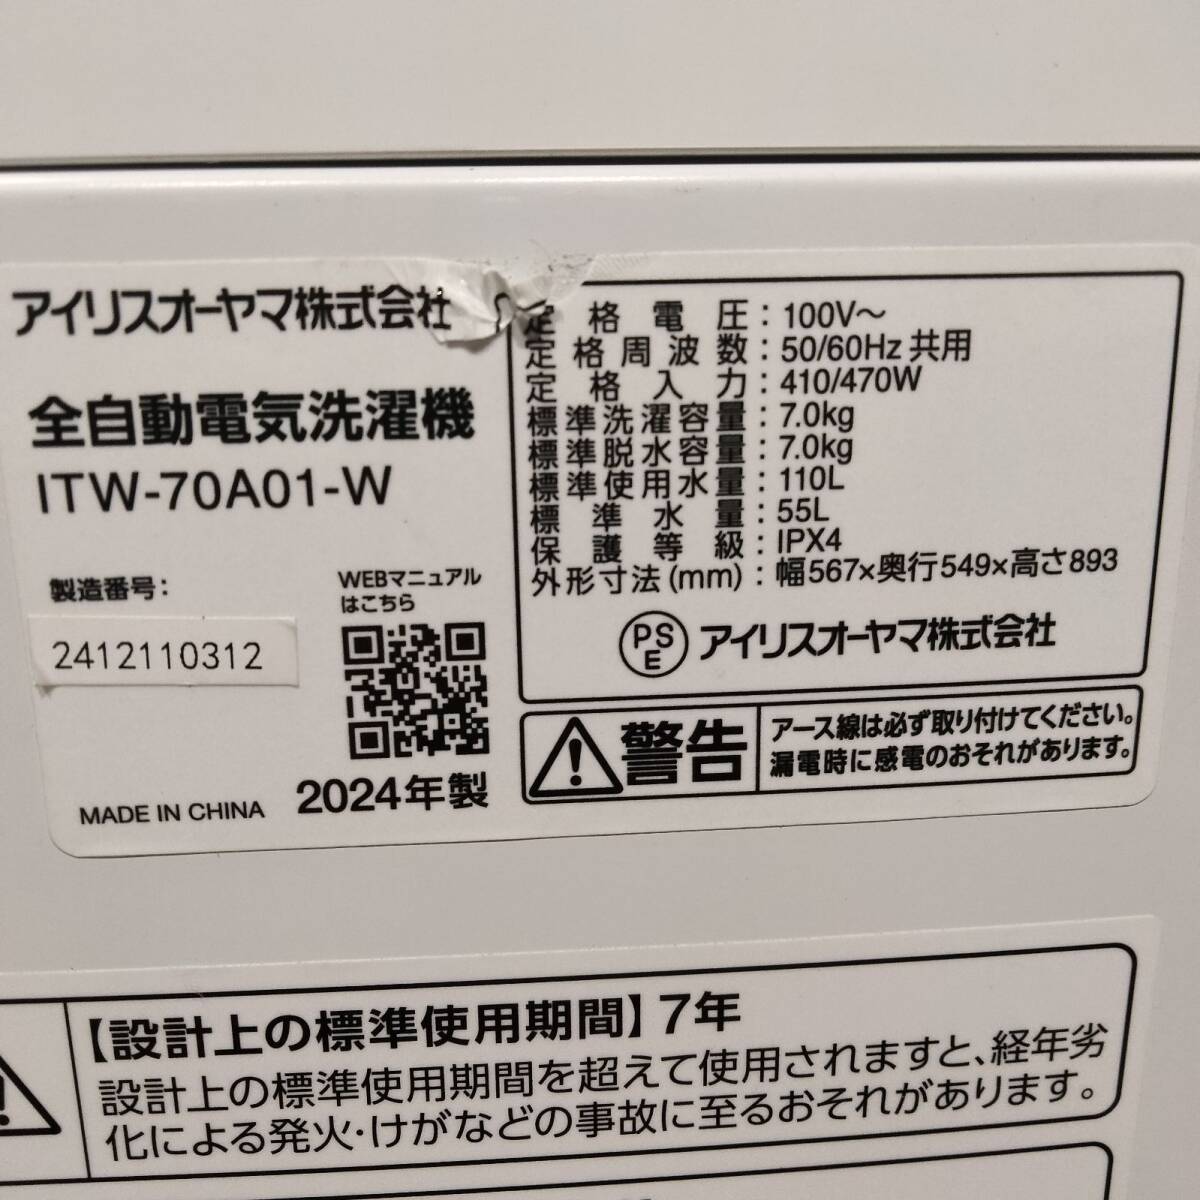 アイリスオーヤマ株式会社
全自動電気洗濯機
ITW-70A01-W
製造番号:
2412110312
WEBマニュアル
はこちら
MADE IN CHINA
2024年製
定格電圧:100V～
定格周波数:50/60Hz共用
定格入力:410/470W
標準洗濯容量:7.0kg
標準脱水容量:7.0kg
標準使用水量:110L
標準水量:55L
保護等級:IPX4
外形寸法(mm):幅567×奥行549×高さ893
PS
E
アイリスオーヤマ株式会社
警告
アース線は必ず取り付けてください。
漏電時に感電のおそれがあります。
【設計上の標準使用期間】7年
設計上の標準使用期間を超えて使用されますと、経年劣
化による発火・けがなどの事故に至るおそれがあります。